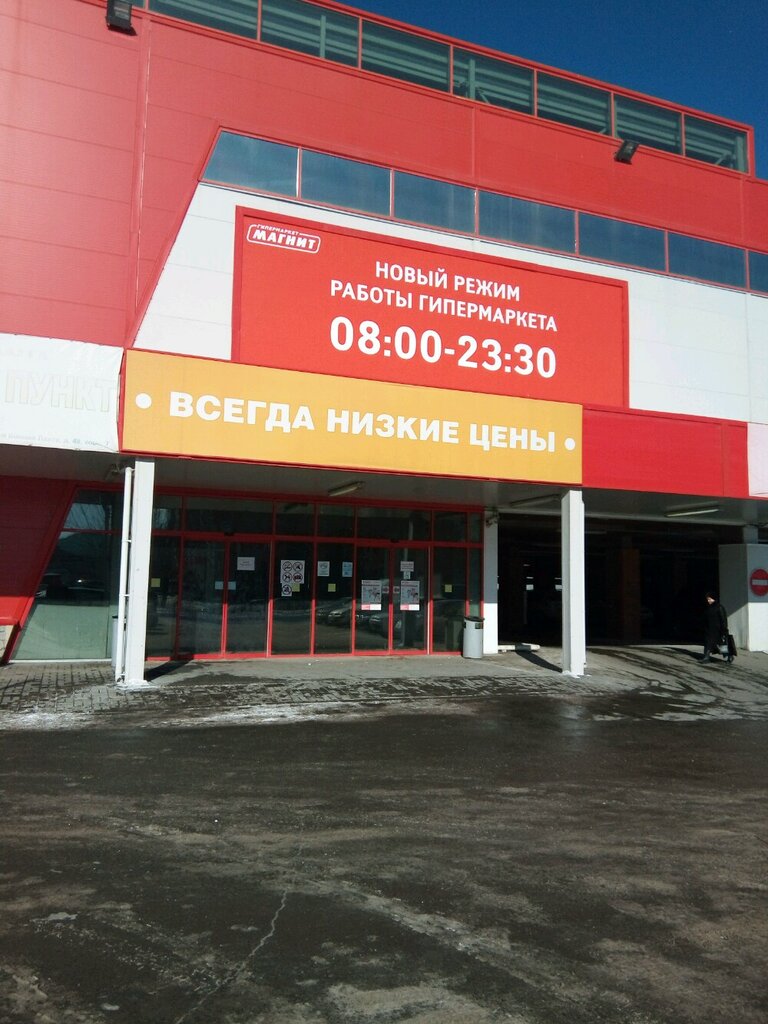 ГИПЕРМАРКЕТ
МАГНИТ
НОВЫЙ РЕЖИМ
РАБОТЫ ГИПЕРМАРКЕТА
08:00-23:30
ПУНКТ
• ВСЕГДА НИЗКИЕ ЦЕНЫ •